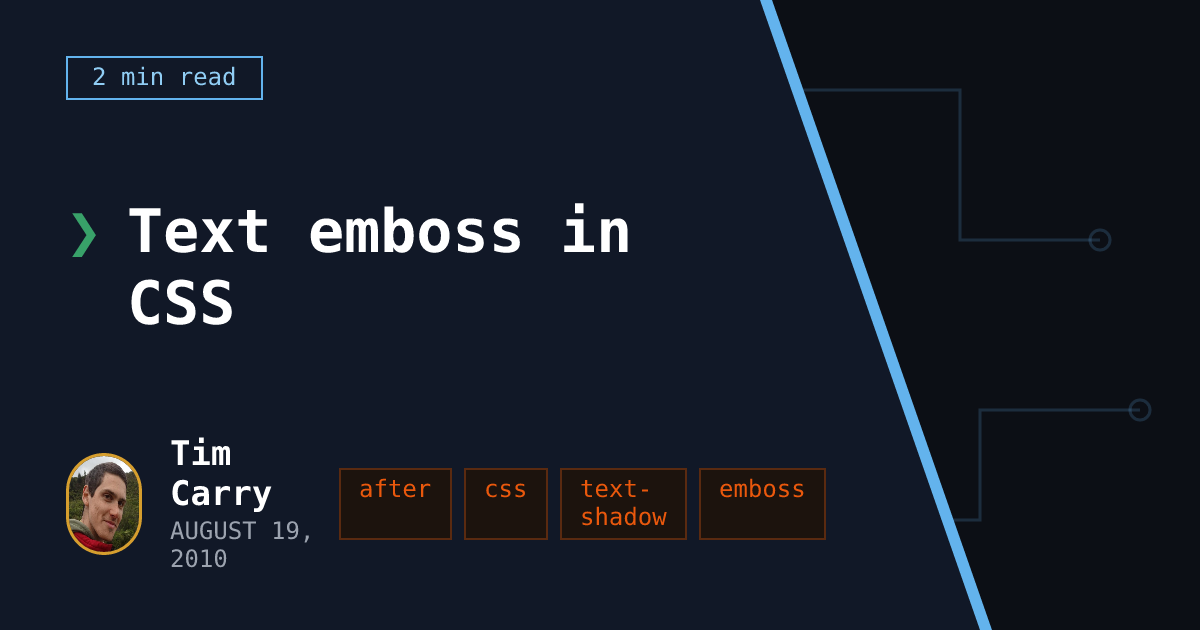 2 min read
❯ Text emboss in
CSS
Tim
Carry
AUGUST 19,
2010
after
css
text-
shadow
emboss